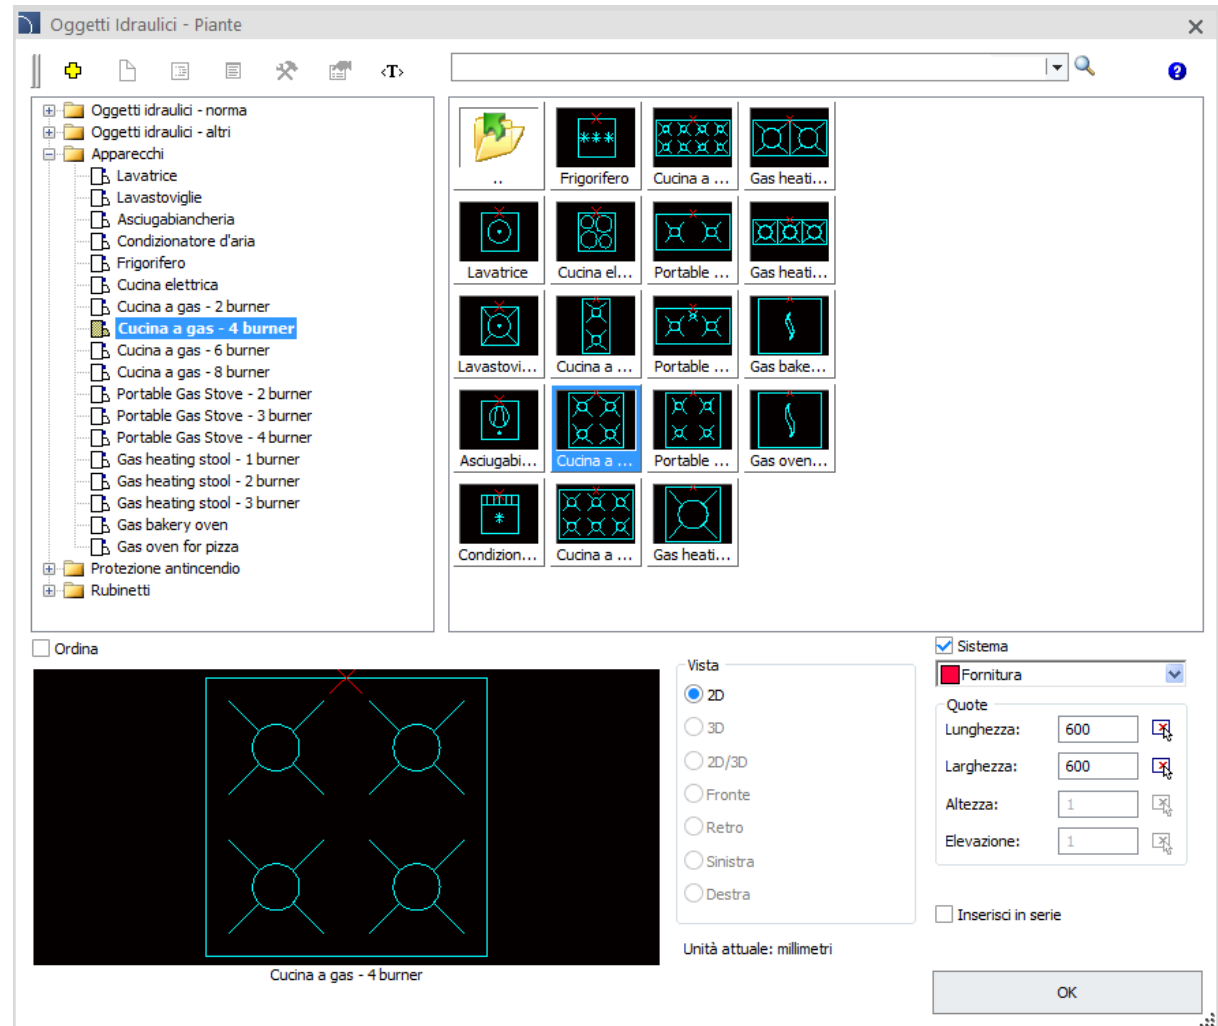 Oggetti Idraulici - Piante
<T>
Oggetti idraulici - norma
Oggetti idraulici - altri
Apparecchi
Lavatrice
Lavastoviglie
Asciugabiancheria
Condizionatore d'aria
Frigorifero
Cucina elettrica
Cucina a gas - 2 burner
Cucina a gas - 4 burner
Cucina a gas - 6 burner
Cucina a gas - 8 burner
Portable Gas Stove - 2 burner
Portable Gas Stove - 3 burner
Portable Gas Stove - 4 burner
Gas heating stool - 1 burner
Gas heating stool - 2 burner
Gas heating stool - 3 burner
Gas bakery oven
Gas oven for pizza
Protezione antincendio
Rubinetti
.. Frigorifero Cucina a ... Gas heati...
Lavatrice Cucina el... Portable ... Gas heati...
Lavastovi... Cucina a ... Portable ... Gas bake...
Asciugabi... Cucina a ... Portable ... Gas oven...
Condizion... Cucina a ... Gas heati...
Ordina
Cucina a gas - 4 burner
Vista
2D
3D
2D/3D
Fronte
Retro
Sinistra
Destra
Unità attuale: millimetri
Sistema
Fornitura
Quote
Lunghezza: 600
Larghezza: 600
Altezza: 1
Elevazione: 1
Inserisci in serie
OK